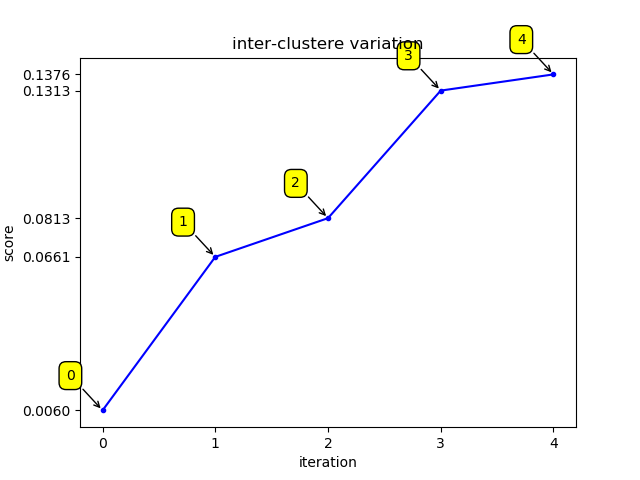 inter-clustere variation
score
0.1376
0.1313
0.0813
0.0661
0.0060
0
1
2
3
4
0 1 2 3 4
iteration